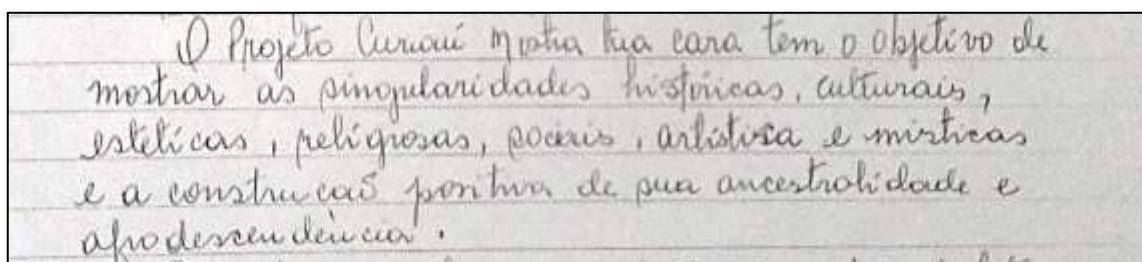 O Projeto Curiaú mostra tua cara tem o objetivo de
mostrar as singularidades históricas, culturais,
estéticas, religiosas, sociais, artística e místicas
e a construção positiva de sua ancestralidade e
afrodescendência.